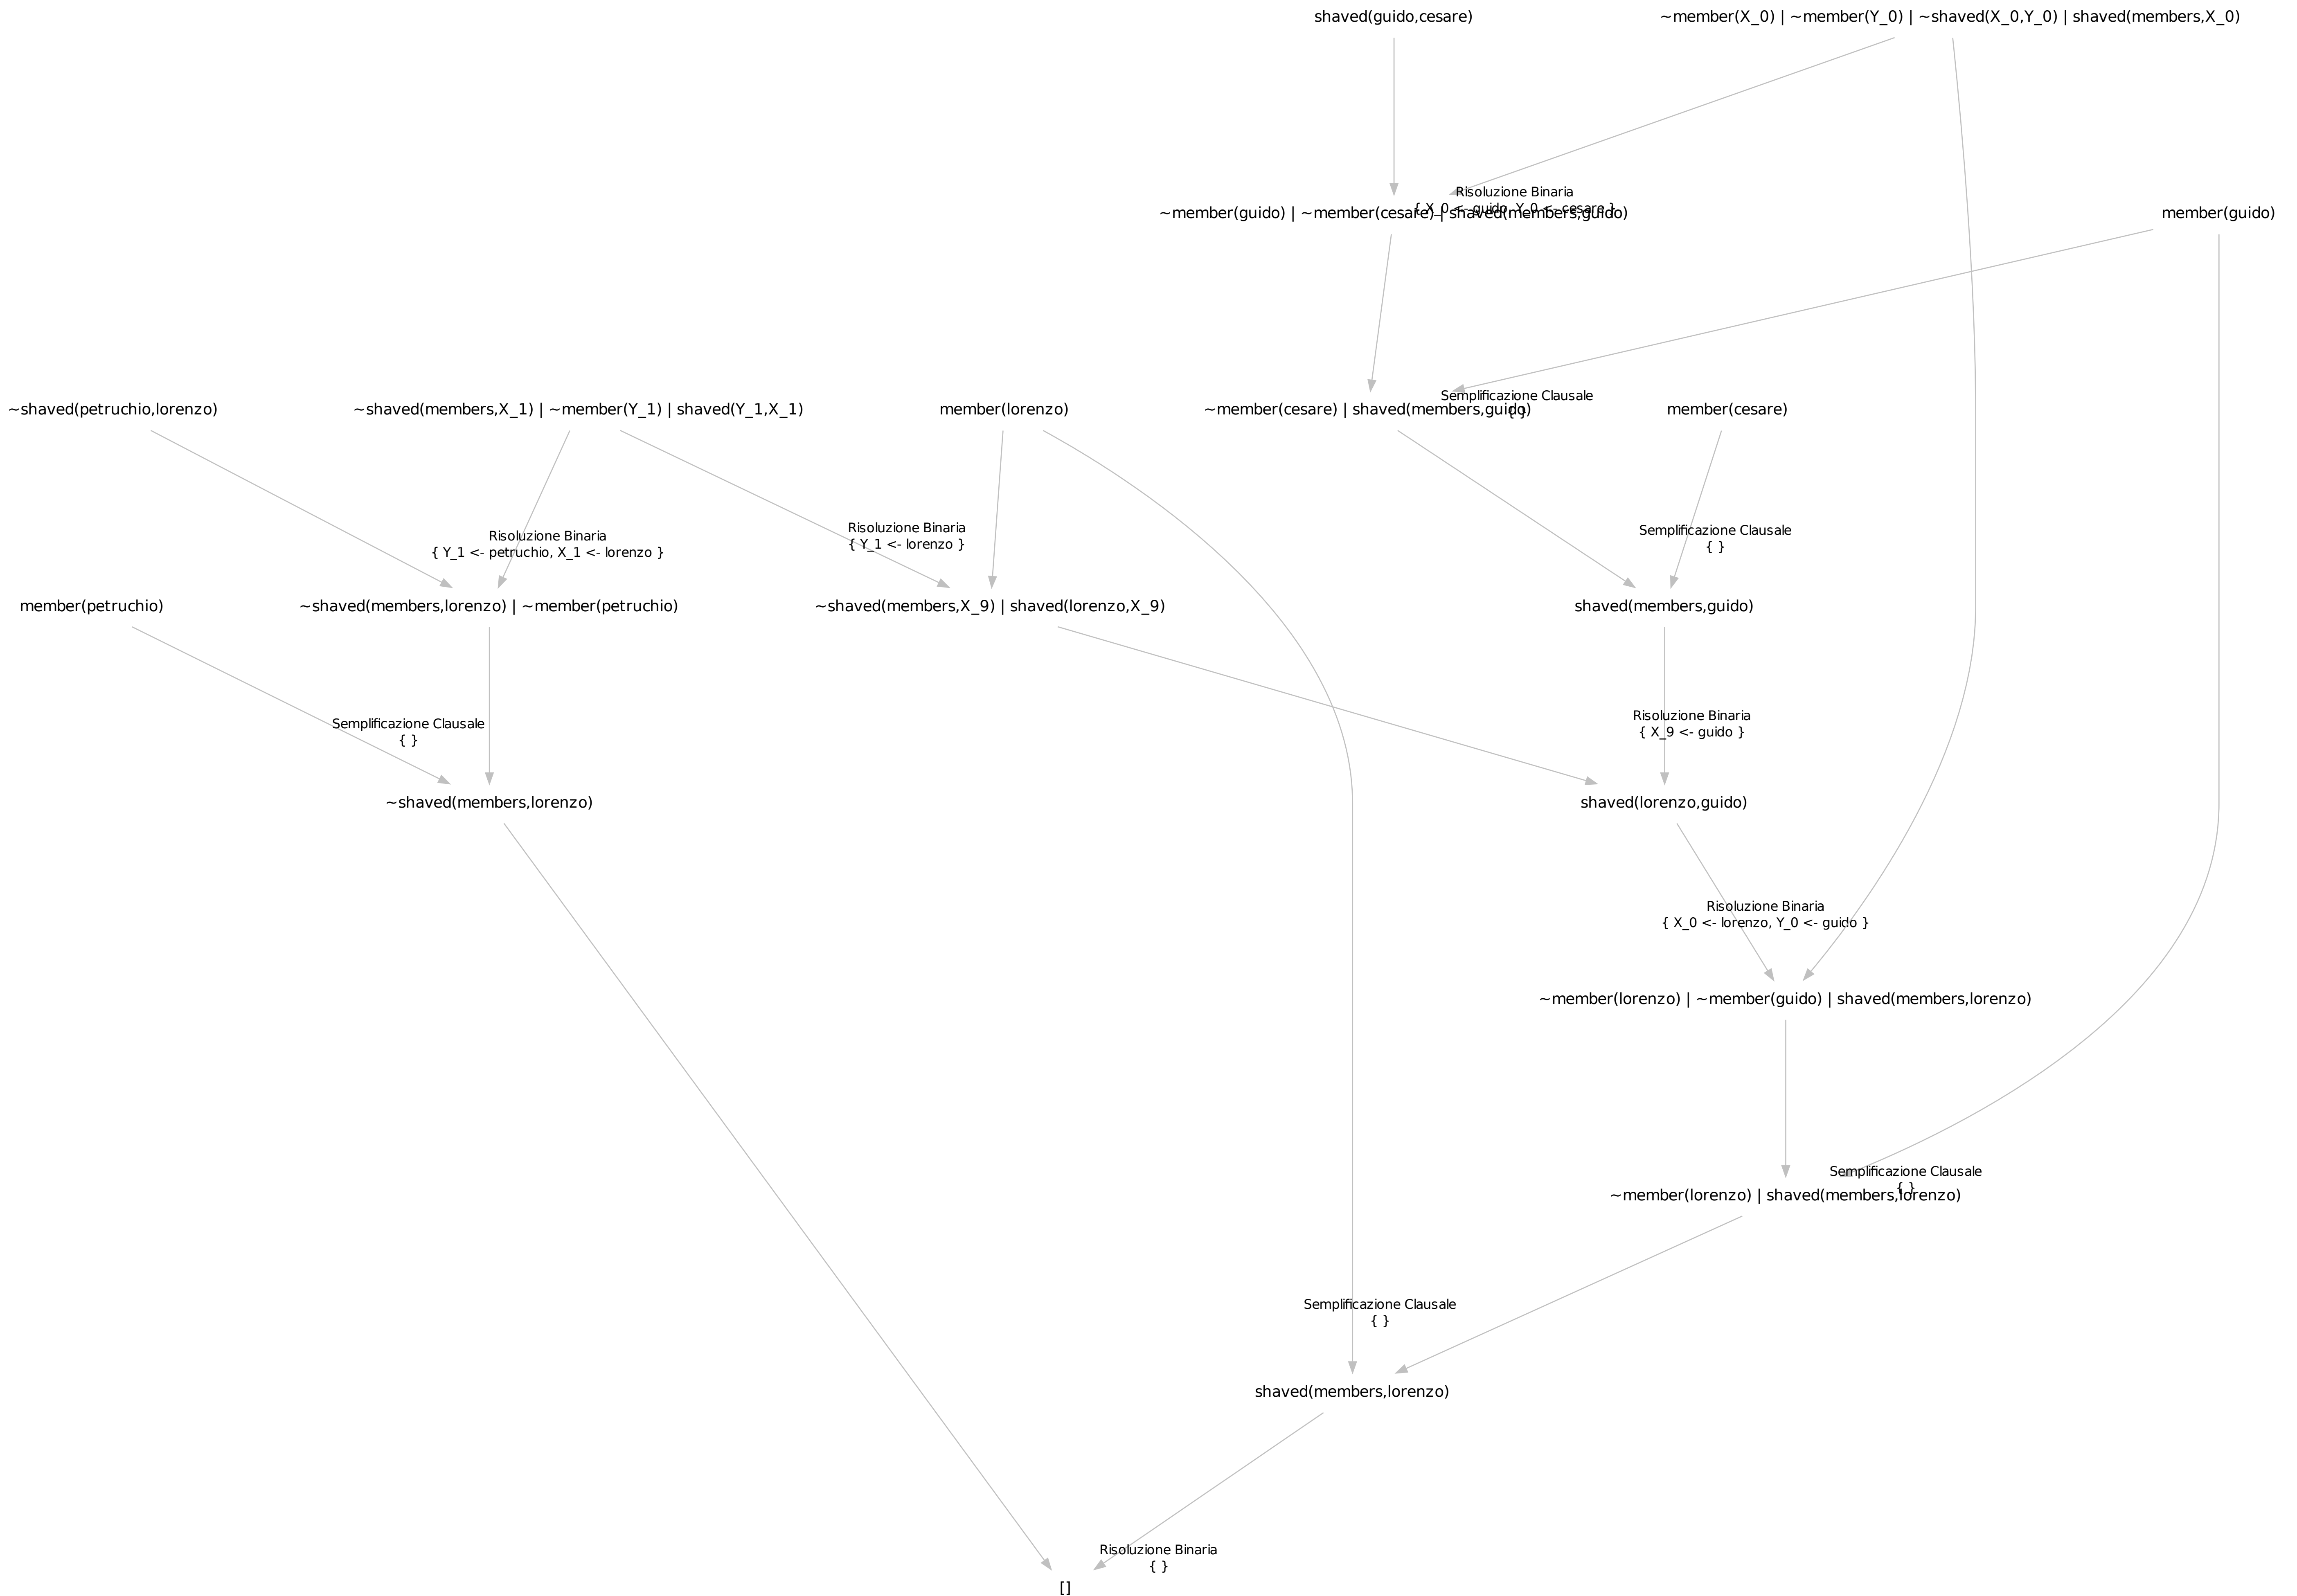 shaved(guido,cesare)
~member(X_0) | ~member(Y_0) | ~shaved(X_0,Y_0) | shaved(members,X_0)
Risoluzione Binaria
{ X_0 <- guido, Y_0 <- cesare }
~member(guido) | ~member(cesare) | shaved(members,guido)
member(guido)
Semplificazione Clausale
{ }
~shaved(petruchio,lorenzo)
~shaved(members,X_1) | ~member(Y_1) | shaved(Y_1,X_1)
member(lorenzo)
~member(cesare) | shaved(members,guido)
member(cesare)
Risoluzione Binaria
{ Y_1 <- petruchio, X_1 <- lorenzo }
Risoluzione Binaria
{ Y_1 <- lorenzo }
Semplificazione Clausale
{ }
member(petruchio)
~shaved(members,lorenzo) | ~member(petruchio)
~shaved(members,X_9) | shaved(lorenzo,X_9)
shaved(members,guido)
Semplificazione Clausale
{ }
Risoluzione Binaria
{ X_9 <- guido }
~shaved(members,lorenzo)
shaved(lorenzo,guido)
Risoluzione Binaria
{ X_0 <- lorenzo, Y_0 <- guido }
~member(lorenzo) | ~member(guido) | shaved(members,lorenzo)
Semplificazione Clausale
{ }
~member(lorenzo) | shaved(members,lorenzo)
Semplificazione Clausale
{ }
shaved(members,lorenzo)
Risoluzione Binaria
{ }
[]